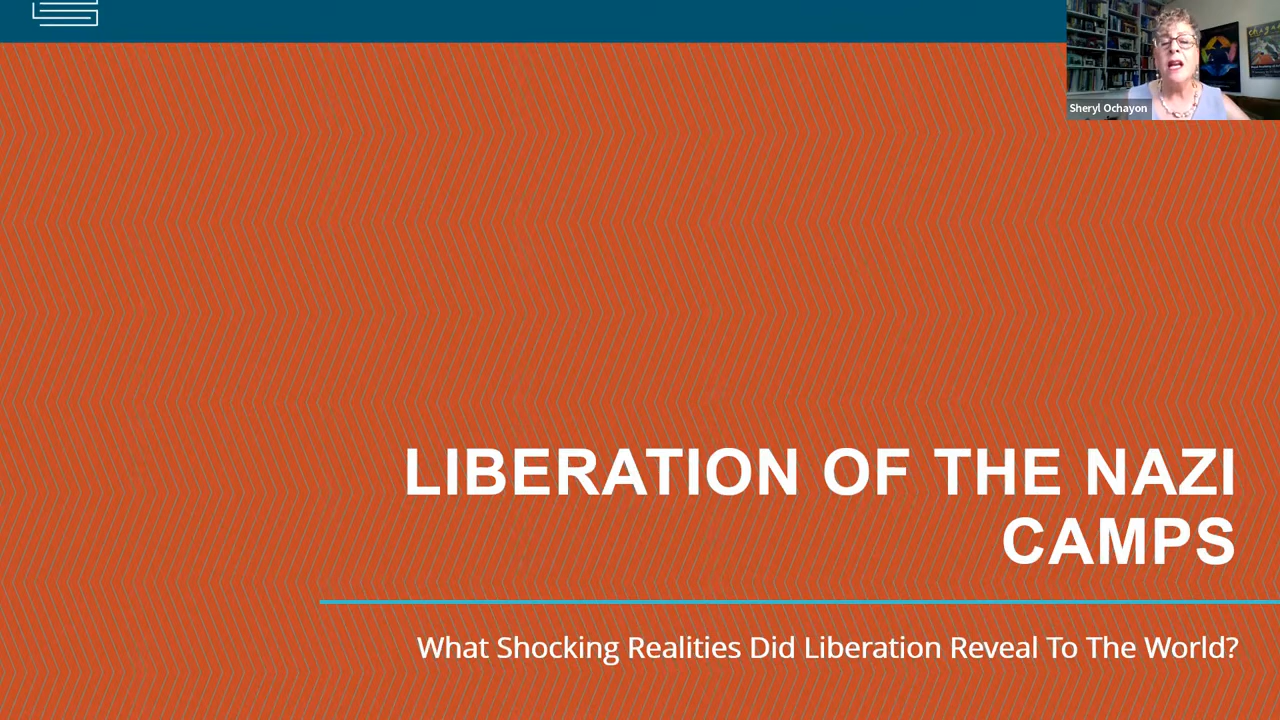 Sheryl Ochayon
LIBERATION OF THE NAZI
CAMPS
What Shocking Realities Did Liberation Reveal To The World?